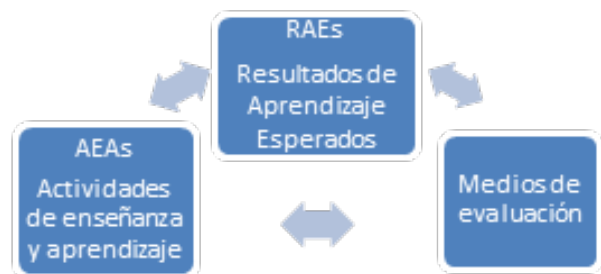 RAEs
Resultados de
Aprendizaje
Esperados
AEAs
Actividades
de enseñanza
y aprendizaje
Medios de
evaluación